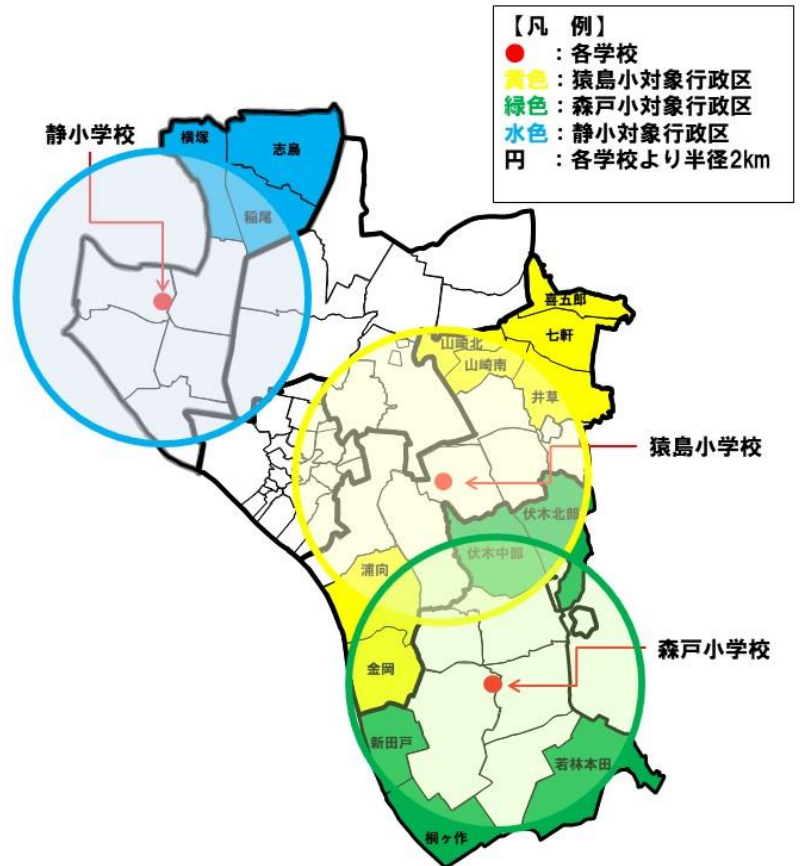 【凡 例】
● :各学校
黄色:猿島小対象行政区
緑色:森戸小対象行政区
水色:静小対象行政区
円 :各学校より半径2km
静小学校
横塚
志鳥
稲尾
喜五郎
七軒
山崎北
山崎南
井草
猿島小学校
伏木北部
伏木中部
浦向
森戸小学校
金岡
新田戸
若林本田
桐ヶ作